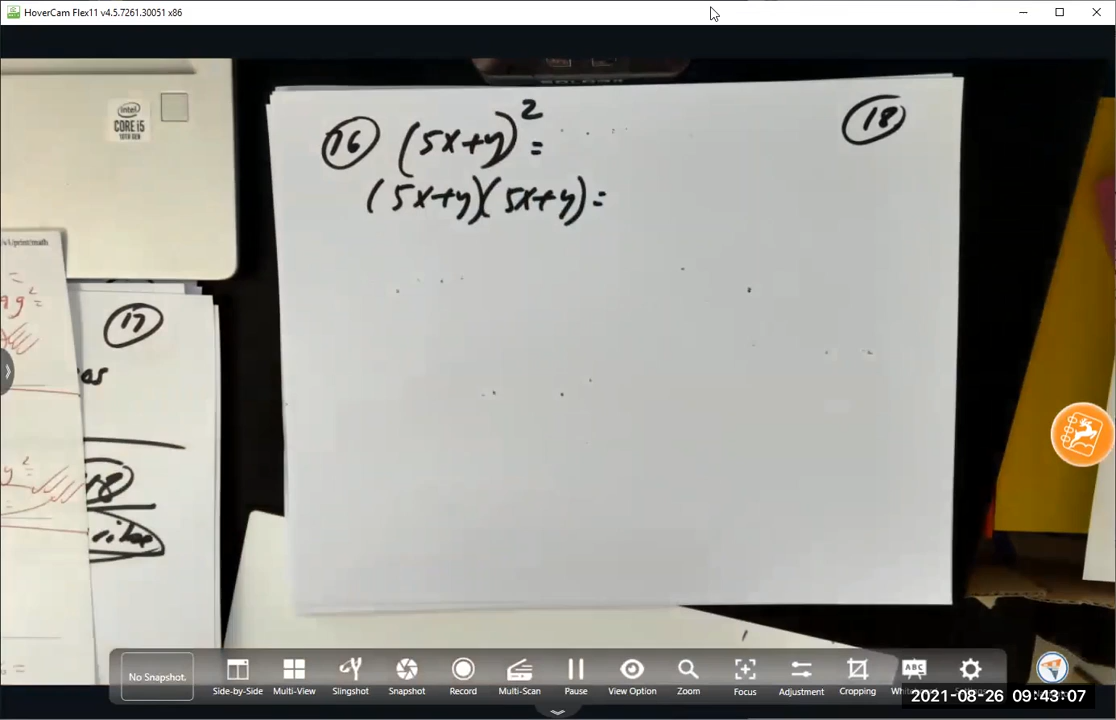 HoverCam Flex11 v4.5.7261.30051 x86
intel
CORE i5
10TH GEN
16 (5x+y)² =
18
(5x+y)(5x+y) =
17
18
No Snapshot.
Side-by-Side
Multi-View
Slingshot
Snapshot
Record
Multi-Scan
Pause
View Option
Zoom
Focus
Adjustment
Cropping
ABC
2021-08-26 09:43:07